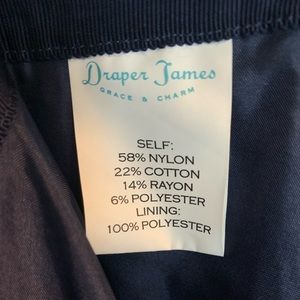 Draper James
GRACE & CHARM
SELF:
58% NYLON
22% COTTON
14% RAYON
6% POLYESTER
LINING:
100% POLYESTER